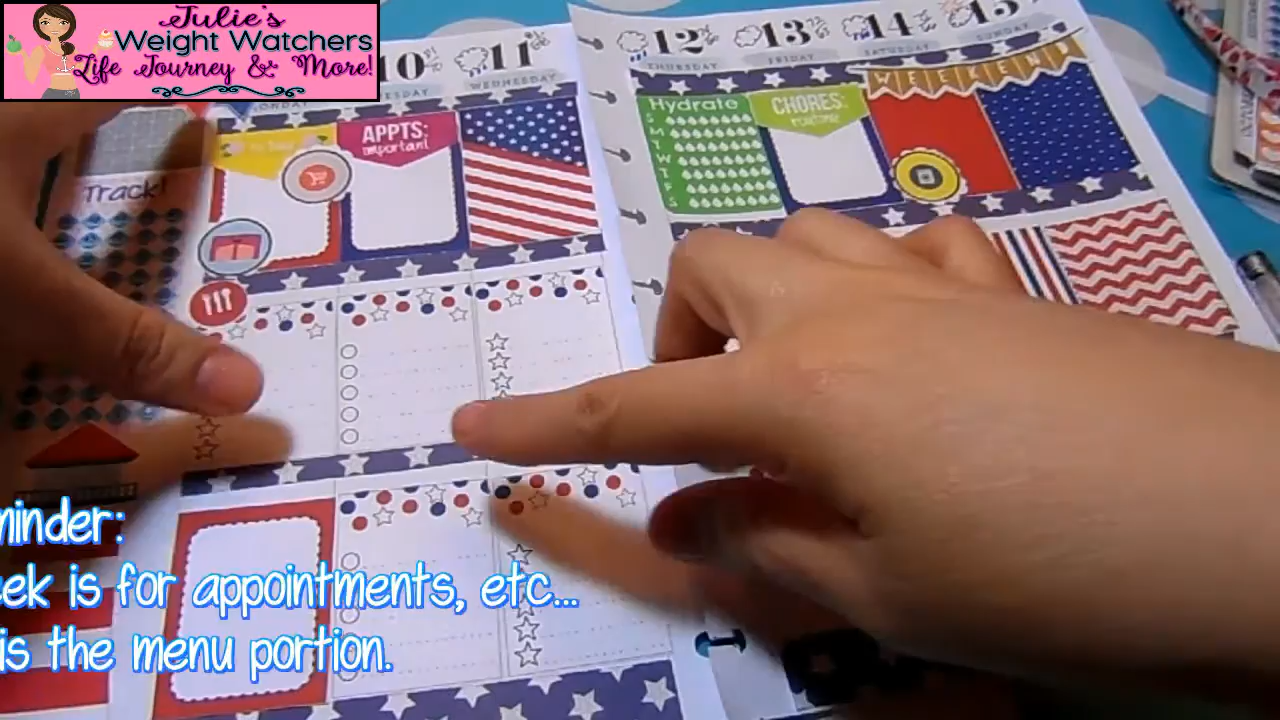 Julie's
Weight Watchers
Life Journey & More!
10 11 12 13 14 15
WEDNESDAY THURSDAY FRIDAY SATURDAY SUNDAY
WEEKEND
Hydrate
S
M
T
W
T
F
S
CHORES:
APPTS:
important
Track!
minder:
eek is for appointments, etc...
is the menu portion.